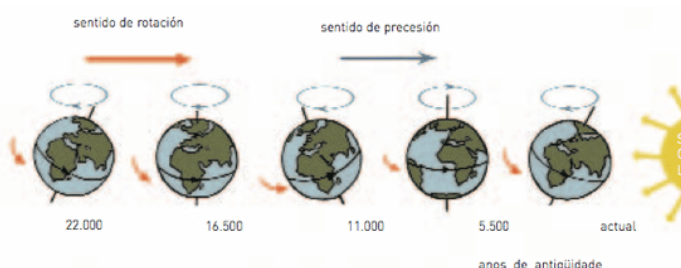 sentido de rotación
sentido de precesión
22.000
16.500
11.000
5.500
actual
anos de antigüidade